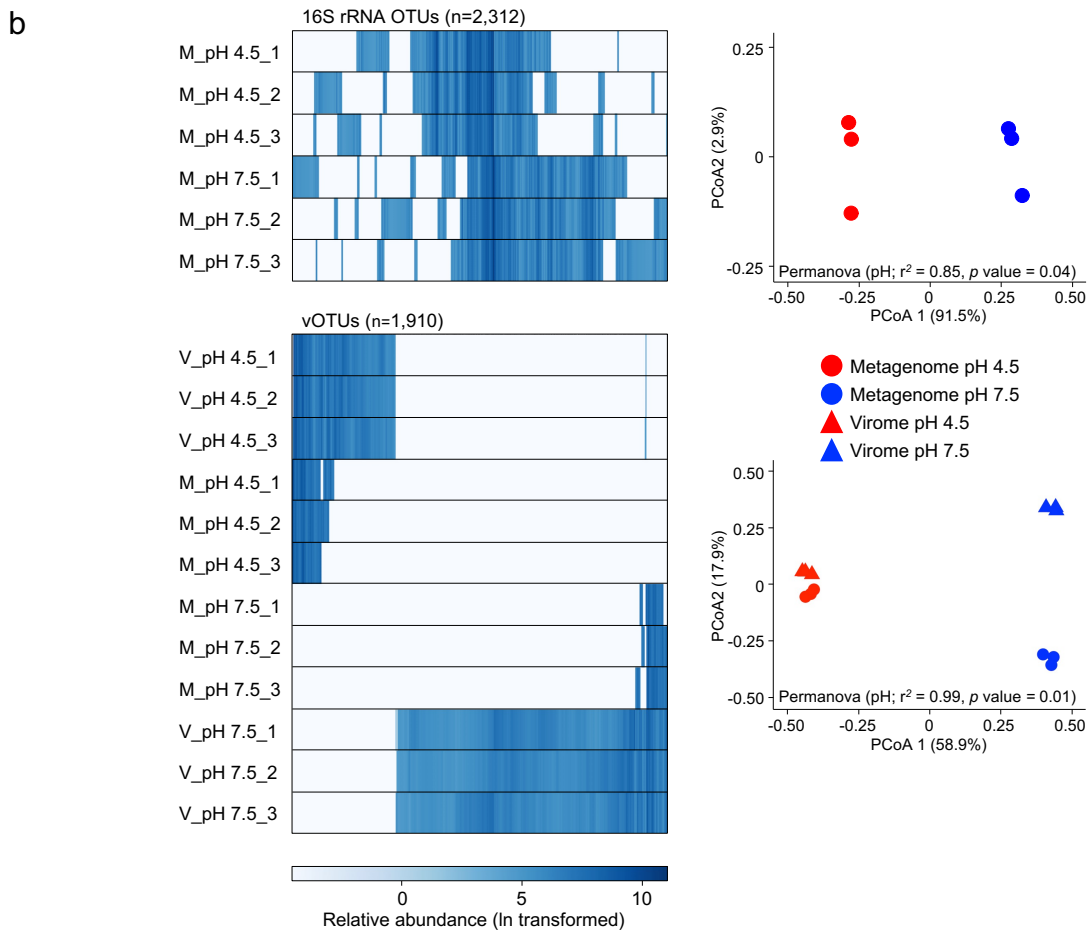 b
16S rRNA OTUs (n=2,312)
M_pH 4.5_1
M_pH 4.5_2
M_pH 4.5_3
M_pH 7.5_1
M_pH 7.5_2
M_pH 7.5_3
0.25
0
-0.25
PCoA2 (2.9%)
Permanova (pH; r² = 0.85, p value = 0.04)
-0.50 -0.25 0 0.25 0.50
PCoA 1 (91.5%)
vOTUs (n=1,910)
V_pH 4.5_1
V_pH 4.5_2
V_pH 4.5_3
M_pH 4.5_1
M_pH 4.5_2
M_pH 4.5_3
M_pH 7.5_1
M_pH 7.5_2
M_pH 7.5_3
V_pH 7.5_1
V_pH 7.5_2
V_pH 7.5_3
0 5 10
Relative abundance (ln transformed)
Metagenome pH 4.5
Metagenome pH 7.5
Virome pH 4.5
Virome pH 7.5
0.50
0.25
0
-0.25
-0.50
PCoA2 (17.9%)
Permanova (pH; r² = 0.99, p value = 0.01)
-0.50 -0.25 0 0.25 0.50
PCoA 1 (58.9%)